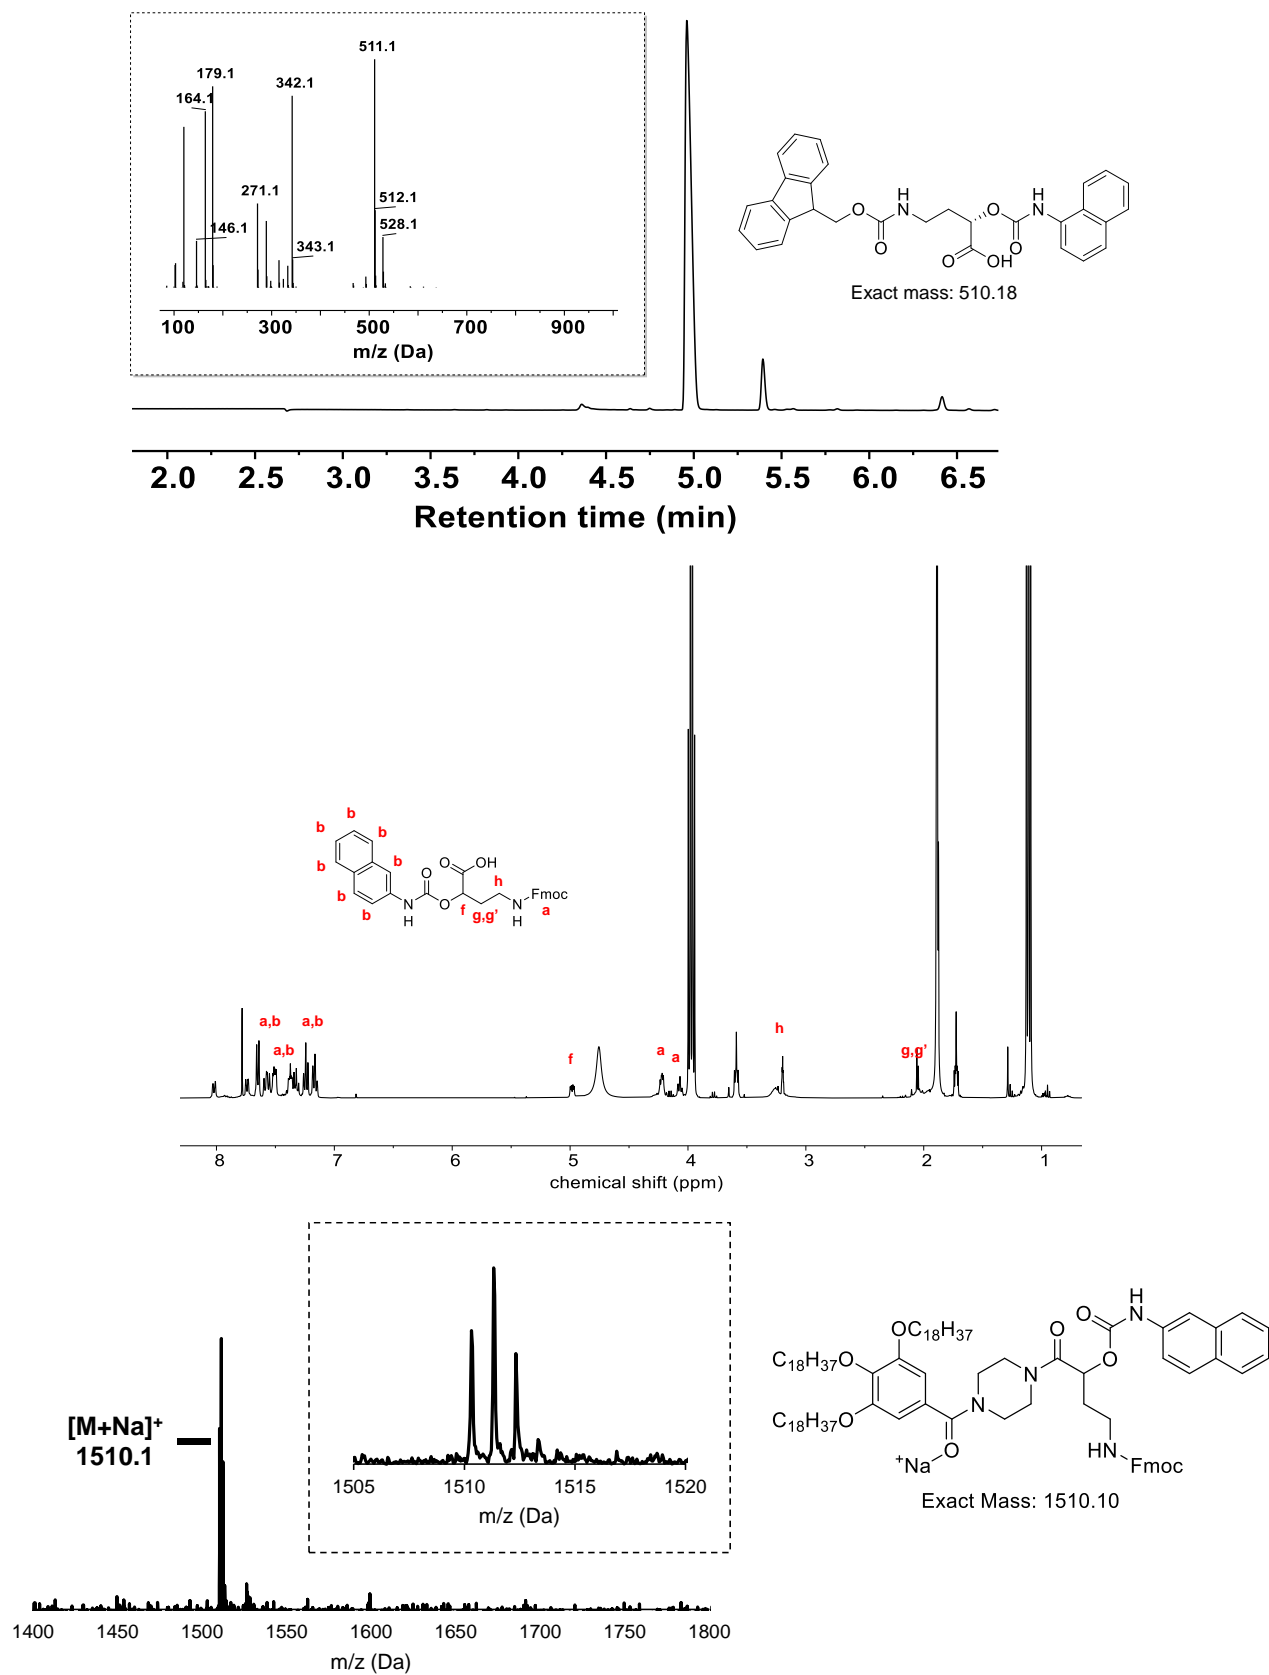 511.1
179.1
342.1
164.1
271.1
512.1
528.1
146.1
343.1
100 300 500 700 900
m/z (Da)
H
N
O
O
H
N
O
N
O
O
O
OH
Exact mass: 510.18
2.0 2.5 3.0 3.5 4.0 4.5 5.0 5.5 6.0 6.5
Retention time (min)
b
b
b
b
b
b
b
O
OH
O
h
N
H
O
f
g,g'
N
H
Fmoc
a
a,b
a,b
a,b
f
a
a
h
g,g'
8 7 6 5 4 3 2 1
chemical shift (ppm)
[M+Na]+
1510.1
1505 1510 1515 1520
m/z (Da)
H
N
O
O
OC18H37
C18H37O
C18H37O
O
N
N
O
+Na
HN
Fmoc
Exact Mass: 1510.10
1400 1450 1500 1550 1600 1650 1700 1750 1800
m/z (Da)